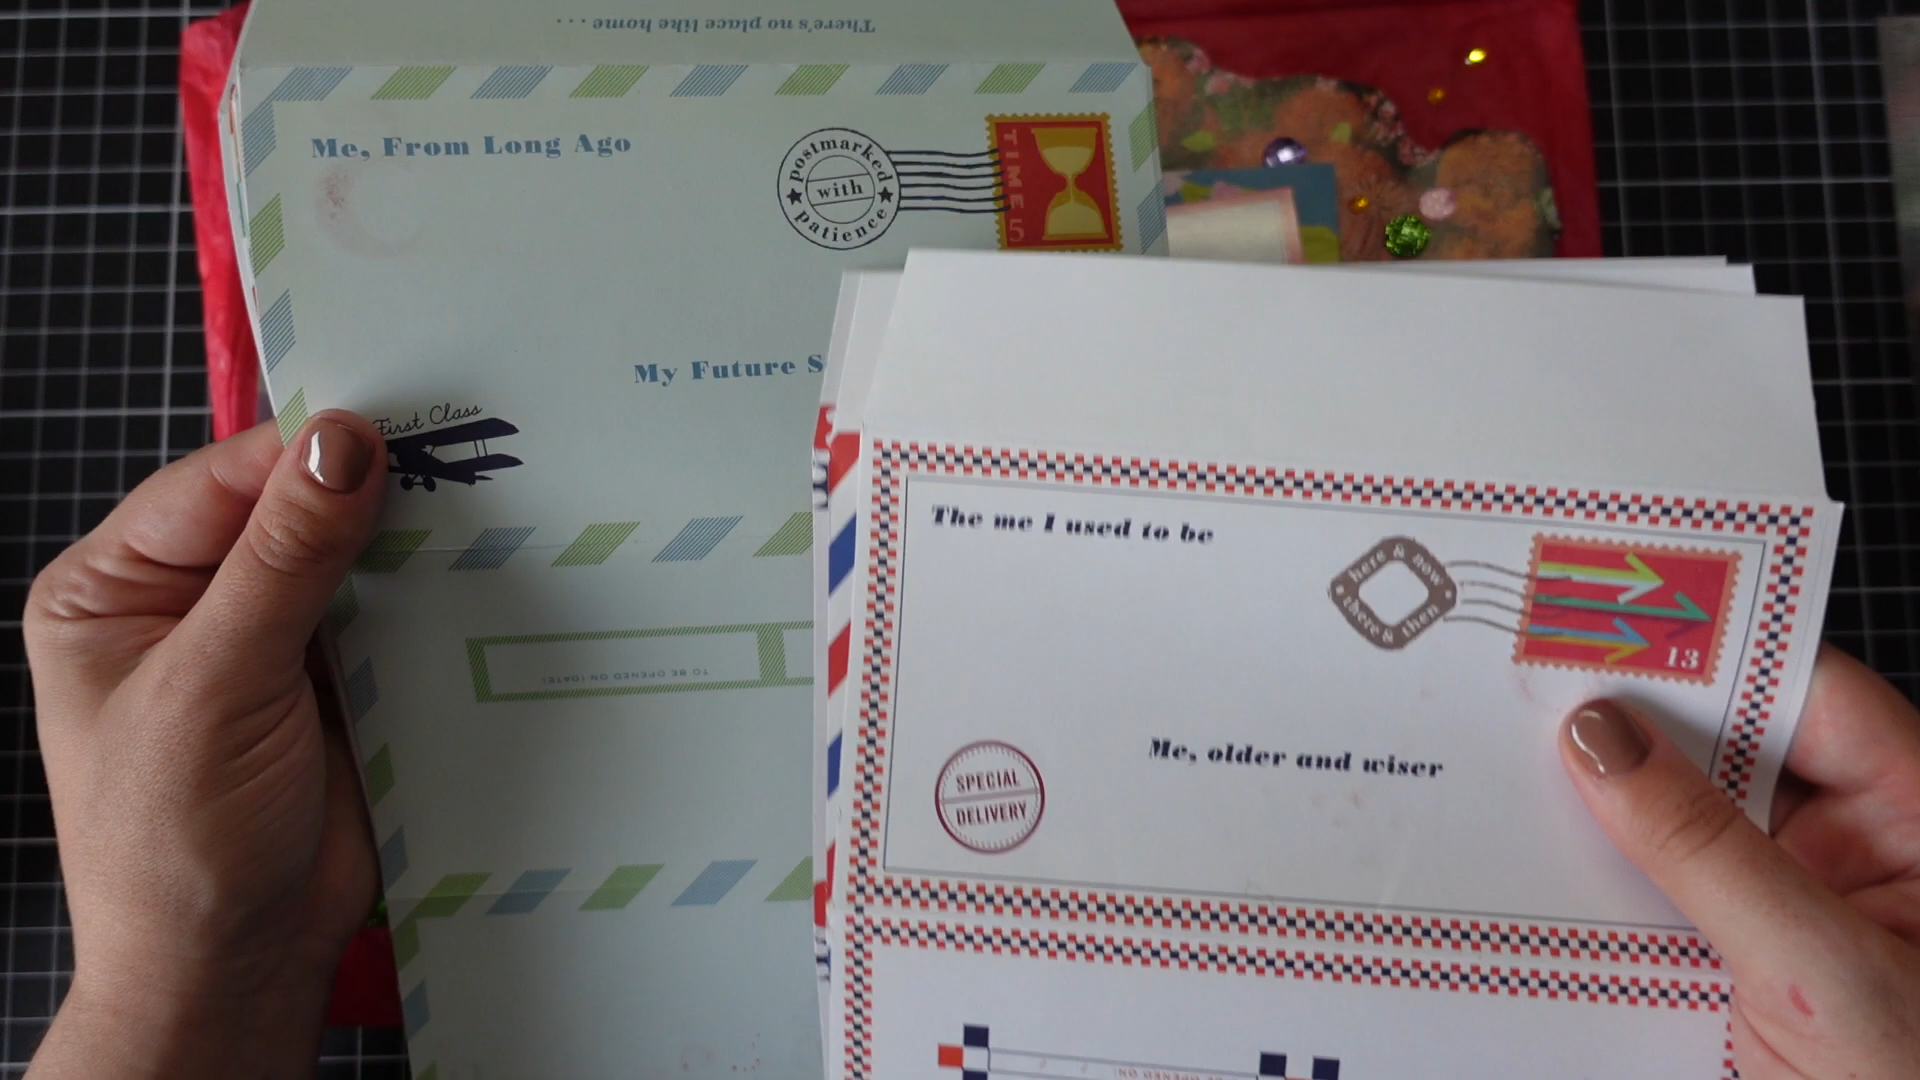 There's no place like home . . .
Me, From Long Ago
postmarked
with
patience
TIME 5
My Future S
First Class
TO BE OPENED ON (DATE)
The me I used to be
here & now
there & then
13
Me, older and wiser
SPECIAL
DELIVERY